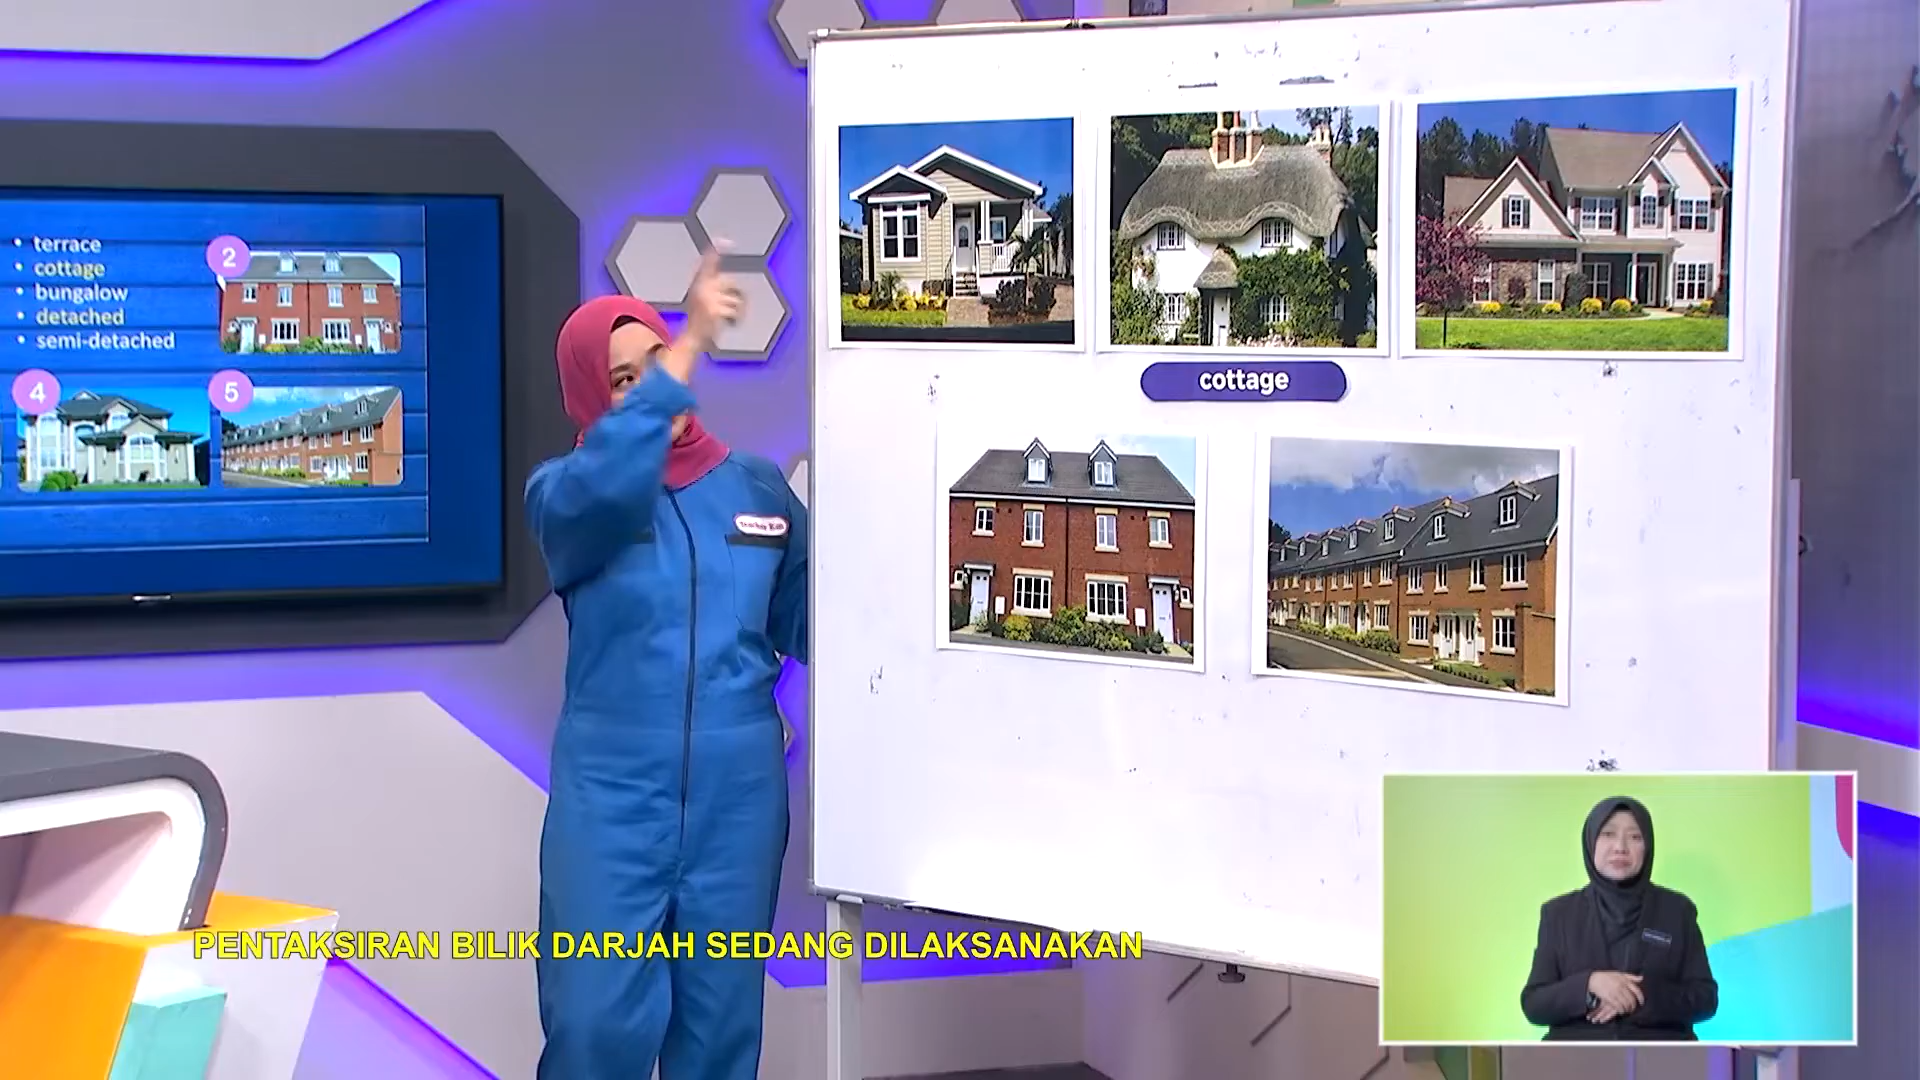 • terrace
• cottage
• bungalow
• detached
• semi-detached
2
4
5
cottage
PENTAKSIRAN BILIK DARJAH SEDANG DILAKSANAKAN